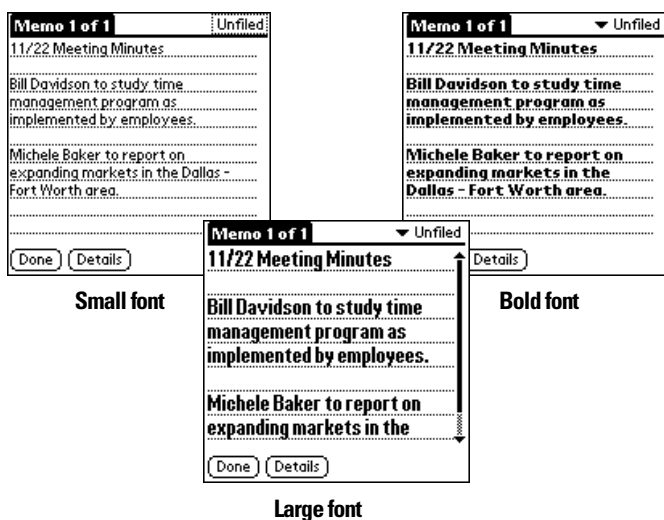 Memo 1 of 1 Unfiled
11/22 Meeting Minutes
Bill Davidson to study time
management program as
implemented by employees.
Michele Baker to report on
expanding markets in the Dallas -
Fort Worth area.
Done Details
Small font
Memo 1 of 1 Unfiled
11/22 Meeting Minutes
Bill Davidson to study time
management program as
implemented by employees.
Michele Baker to report on
expanding markets in the
Dallas - Fort Worth area.
Details
Bold font
Memo 1 of 1 Unfiled
11/22 Meeting Minutes
Bill Davidson to study time
management program as
implemented by employees.
Michele Baker to report on
expanding markets in the
Done Details
Large font